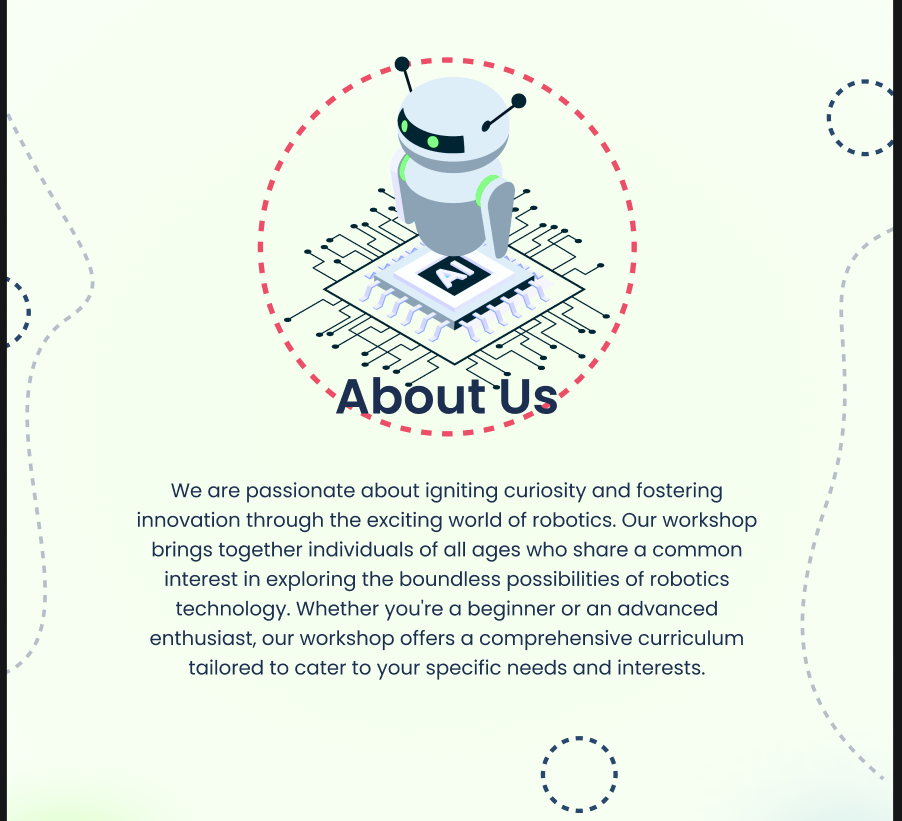 AI
About Us
We are passionate about igniting curiosity and fostering
innovation through the exciting world of robotics. Our workshop
brings together individuals of all ages who share a common
interest in exploring the boundless possibilities of robotics
technology. Whether you're a beginner or an advanced
enthusiast, our workshop offers a comprehensive curriculum
tailored to cater to your specific needs and interests.